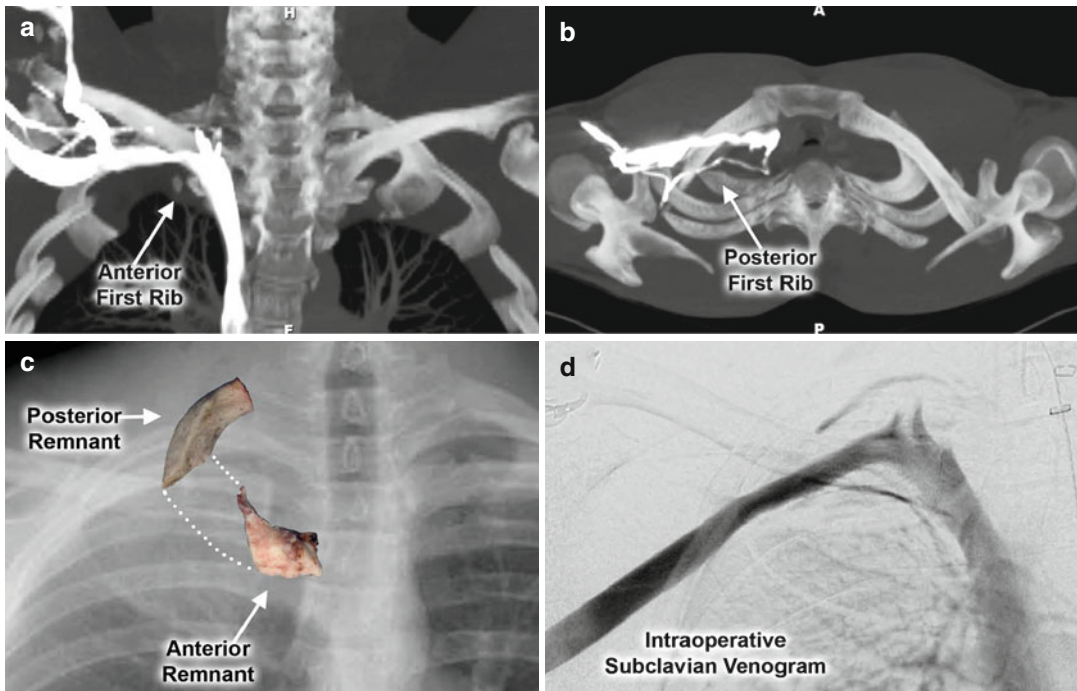 a
H
Anterior
First Rib
F
b
A
Posterior
First Rib
P
c
Posterior
Remnant
Anterior
Remnant
d
Intraoperative
Subclavian Venogram